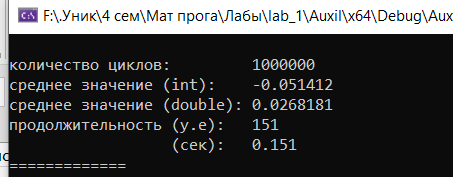 F:\.Уник\4 сем\Мат прога\Лабы\lab_1\Auxil\x64\Debug\Aux
количество циклов: 1000000
среднее значение (int): -0.051412
среднее значение (double): 0.0268181
продолжительность (у.е): 151
(сек): 0.151
=============